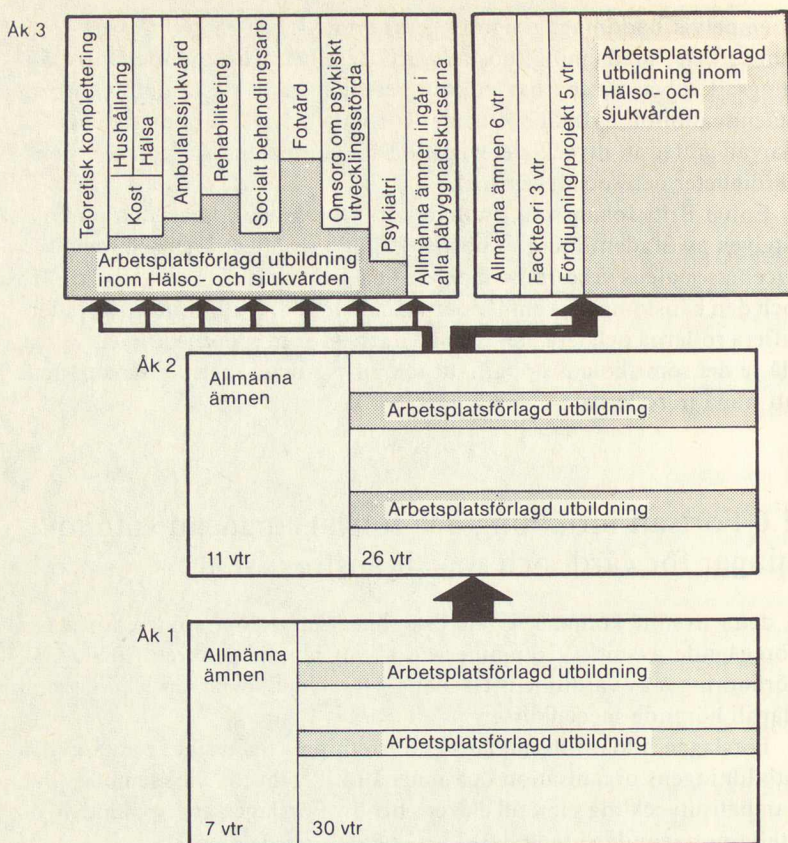 Åk 3
Teoretisk komplettering
Kost
Hushållning
Hälsa
Ambulanssjukvård
Rehabilitering
Socialt behandlingsarb
Fotvård
Omsorg om psykiskt
utvecklingsstörda
Psykiatri
Allmänna ämnen ingår i
alla påbyggnadskurserna
Arbetsplatsförlagd utbildning
inom Hälso- och sjukvården
Allmänna ämnen 6 vtr
Fackteori 3 vtr
Fördjupning/projekt 5 vtr
Arbetsplatsförlagd
utbildning inom
Hälso- och
sjukvården
Åk 2
Allmänna
ämnen
Arbetsplatsförlagd utbildning
Arbetsplatsförlagd utbildning
11 vtr
26 vtr
Åk 1
Allmänna
ämnen
Arbetsplatsförlagd utbildning
Arbetsplatsförlagd utbildning
7 vtr
30 vtr